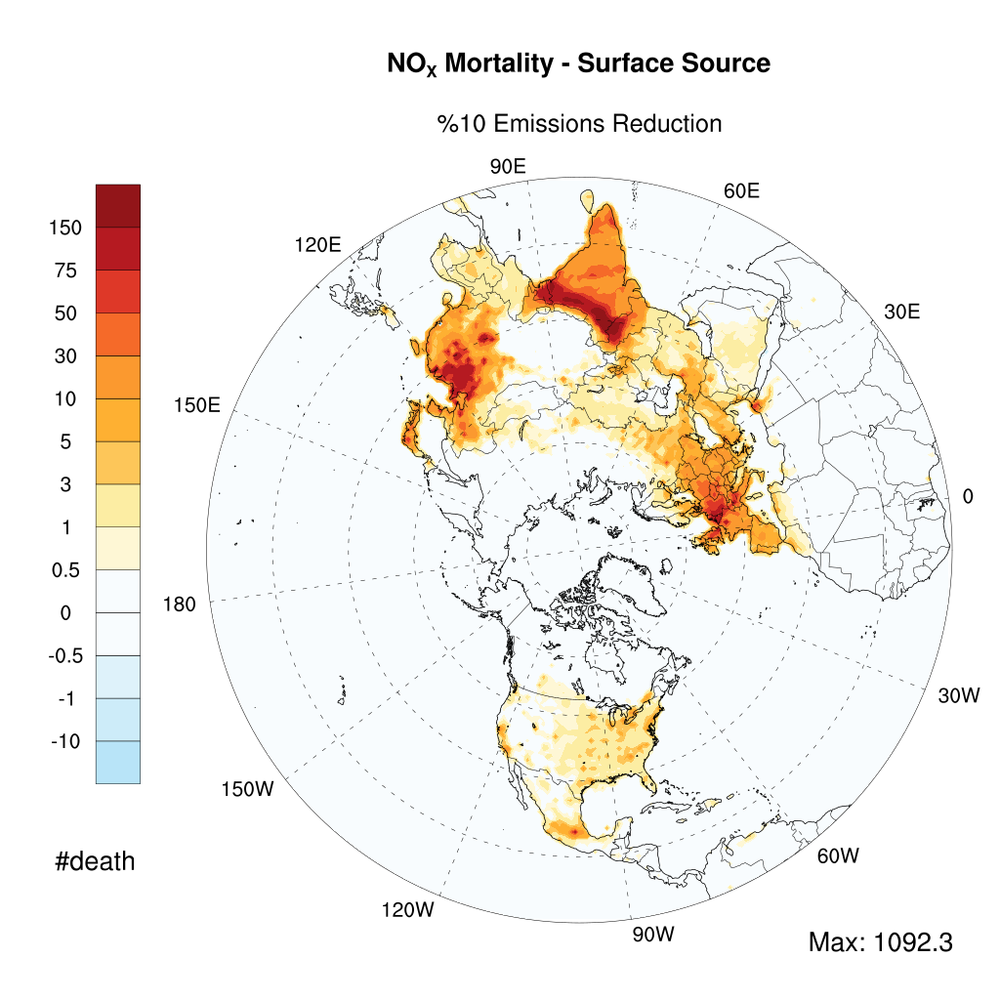 NOX Mortality - Surface Source
%10 Emissions Reduction
90E
60E
120E
30E
150E
0
180
30W
150W
60W
120W
90W
150
75
50
30
10
5
3
1
0.5
0
-0.5
-1
-10
#death
Max: 1092.3